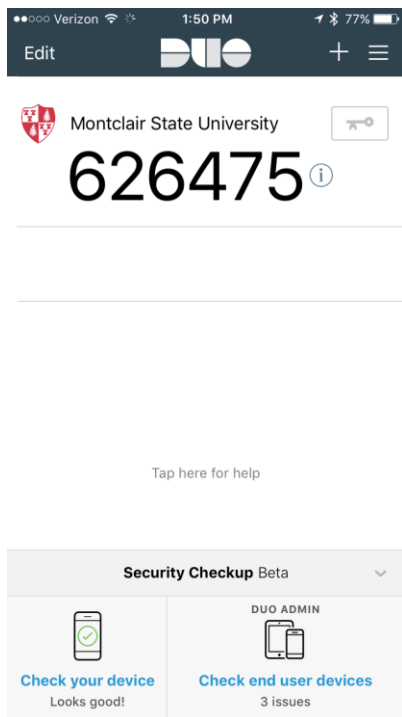 Verizon 1:50 PM 77%
Edit DUO +
Montclair State University
626475 i
Tap here for help
Security Checkup Beta
DUO ADMIN
Check your device Check end user devices
Looks good! 3 issues